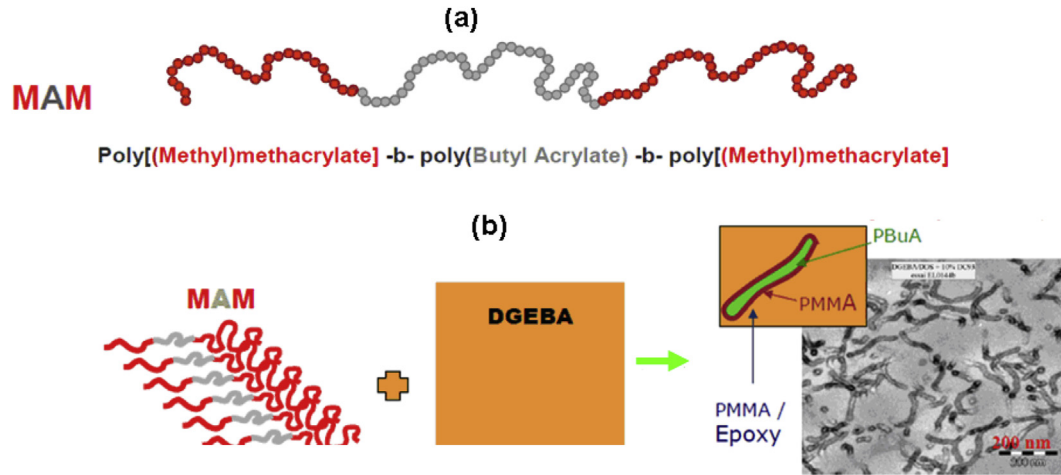 (a)
MAM
Poly[(Methyl)methacrylate] -b- poly(Butyl Acrylate) -b- poly[(Methyl)methacrylate]
(b)
MAM
DGEBA
PBuA
PMMA
PMMA /
Epoxy
200 nm